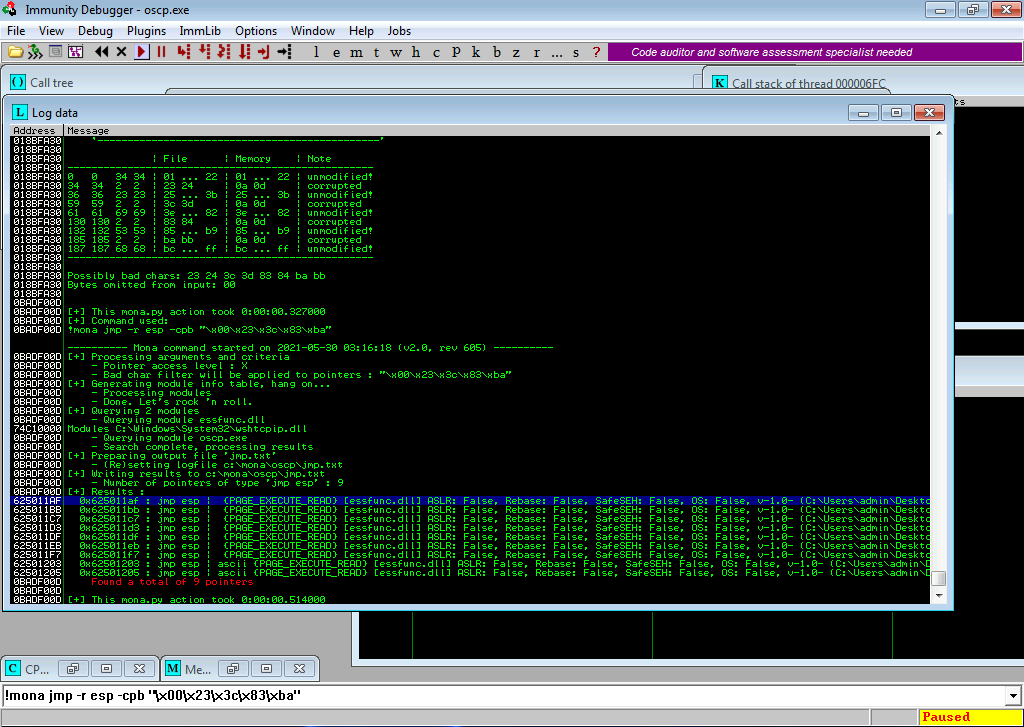 Immunity Debugger - oscp.exe
File View Debug Plugins ImmLib Options Window Help Jobs
l e m t w h c P k b z r ... s ? Code auditor and software assessment specialist needed
Call tree
K Call stack of thread 000006FC
L Log data
Address Message
018BFA30 '-----------------------------------------------'
018BFA30
018BFA30 | File | Memory | Note
018BFA30 ---------------------------------------------------
018BFA30 0 0 34 34 | 01 ... 22 | 01 ... 22 | unmodified!
018BFA30 34 34 2 2 | 23 24 | 0a 0d | corrupted
018BFA30 36 36 23 23 | 25 ... 3b | 25 ... 3b | unmodified!
018BFA30 59 59 2 2 | 3c 3d | 0a 0d | corrupted
018BFA30 61 61 69 69 | 3e ... 82 | 3e ... 82 | unmodified!
018BFA30 130 130 2 2 | 83 84 | 0a 0d | corrupted
018BFA30 132 132 53 53 | 85 ... b9 | 85 ... b9 | unmodified!
018BFA30 185 185 2 2 | ba bb | 0a 0d | corrupted
018BFA30 187 187 68 68 | bc ... ff | bc ... ff | unmodified!
018BFA30 ---------------------------------------------------
018BFA30
018BFA30 Possibly bad chars: 23 24 3c 3d 83 84 ba bb
018BFA30 Bytes omitted from input: 00
018BFA30
0BADF00D
0BADF00D [+] This mona.py action took 0:00:00.327000
0BADF00D [+] Command used:
0BADF00D !mona jmp -r esp -cpb "\x00\x23\x3c\x83\xba"
---------- Mona command started on 2021-05-30 03:16:18 (v2.0, rev 605) ----------
0BADF00D [+] Processing arguments and criteria
0BADF00D - Pointer access level : X
0BADF00D - Bad char filter will be applied to pointers : "\x00\x23\x3c\x83\xba"
0BADF00D [+] Generating module info table, hang on...
0BADF00D - Processing modules
0BADF00D - Done. Let's rock 'n roll.
0BADF00D [+] Querying 2 modules
0BADF00D - Querying module essfunc.dll
74C10000 Modules C:\Windows\System32\wshtcpip.dll
0BADF00D - Querying module oscp.exe
0BADF00D - Search complete, processing results
0BADF00D [+] Preparing output file 'jmp.txt'
0BADF00D - (Re)setting logfile c:\mona\oscp\jmp.txt
0BADF00D [+] Writing results to c:\mona\oscp\jmp.txt
0BADF00D - Number of pointers of type 'jmp esp' : 9
0BADF00D [+] Results :
625011AF 0x625011af : jmp esp | {PAGE_EXECUTE_READ} [essfunc.dll] ASLR: False, Rebase: False, SafeSEH: False, OS: False, v-1.0- (C:\Users\admin\Deskto
625011BB 0x625011bb : jmp esp | {PAGE_EXECUTE_READ} [essfunc.dll] ASLR: False, Rebase: False, SafeSEH: False, OS: False, v-1.0- (C:\Users\admin\Deskto
625011C7 0x625011c7 : jmp esp | {PAGE_EXECUTE_READ} [essfunc.dll] ASLR: False, Rebase: False, SafeSEH: False, OS: False, v-1.0- (C:\Users\admin\Deskto
625011D3 0x625011d3 : jmp esp | {PAGE_EXECUTE_READ} [essfunc.dll] ASLR: False, Rebase: False, SafeSEH: False, OS: False, v-1.0- (C:\Users\admin\Deskto
625011DF 0x625011df : jmp esp | {PAGE_EXECUTE_READ} [essfunc.dll] ASLR: False, Rebase: False, SafeSEH: False, OS: False, v-1.0- (C:\Users\admin\Deskto
625011EB 0x625011eb : jmp esp | {PAGE_EXECUTE_READ} [essfunc.dll] ASLR: False, Rebase: False, SafeSEH: False, OS: False, v-1.0- (C:\Users\admin\Deskto
625011F7 0x625011f7 : jmp esp | {PAGE_EXECUTE_READ} [essfunc.dll] ASLR: False, Rebase: False, SafeSEH: False, OS: False, v-1.0- (C:\Users\admin\Deskto
62501203 0x62501203 : jmp esp | ascii {PAGE_EXECUTE_READ} [essfunc.dll] ASLR: False, Rebase: False, SafeSEH: False, OS: False, v-1.0- (C:\Users\admin\D
62501205 0x62501205 : jmp esp | ascii {PAGE_EXECUTE_READ} [essfunc.dll] ASLR: False, Rebase: False, SafeSEH: False, OS: False, v-1.0- (C:\Users\admin\D
0BADF00D Found a total of 9 pointers
0BADF00D
0BADF00D [+] This mona.py action took 0:00:00.514000
C CP... M Me...
!mona jmp -r esp -cpb "\x00\x23\x3c\x83\xba"
Paused